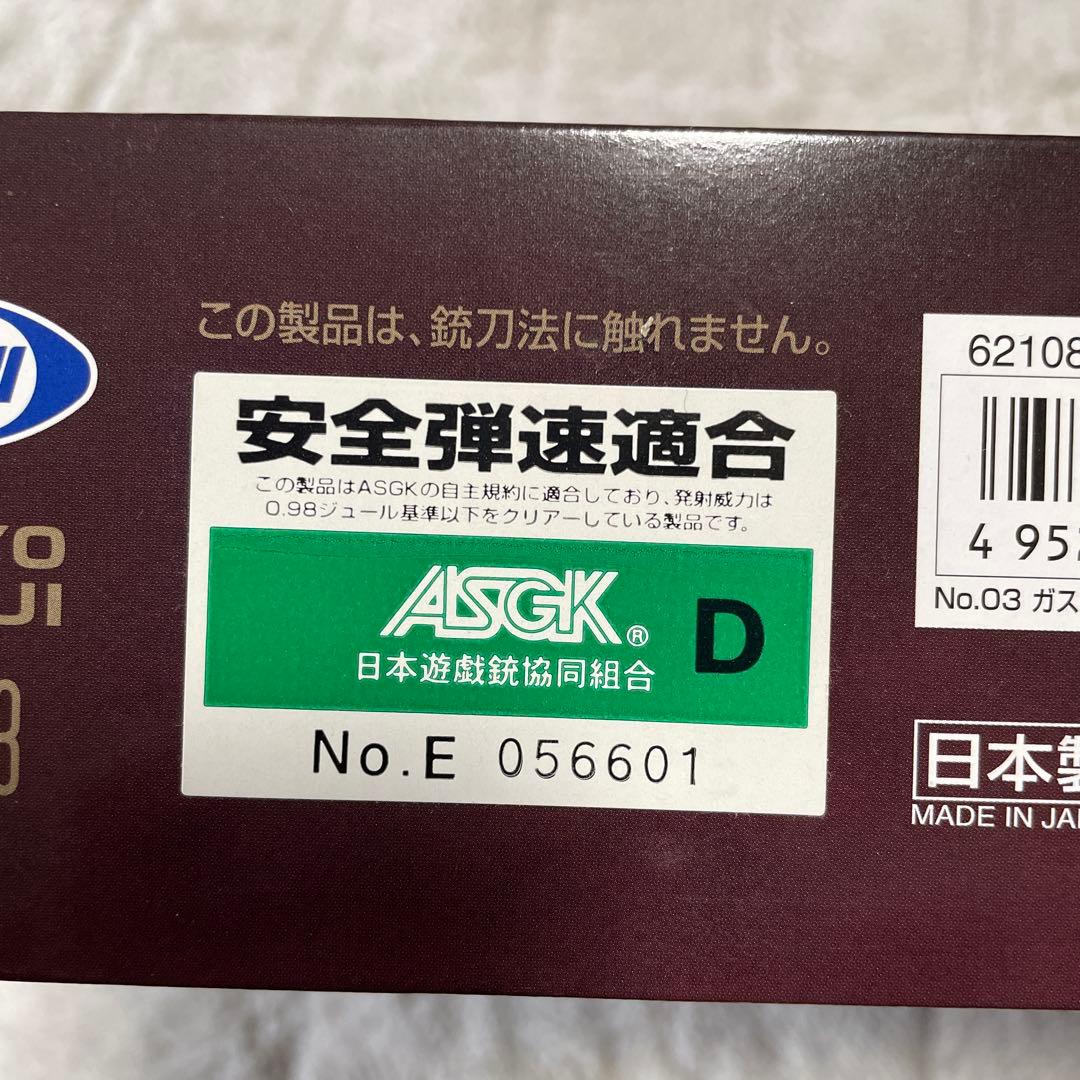 この製品は、銃刀法に触れません。
安全弾速適合
この製品はASGKの自主規約に適合しており、発射威力は
0.98ジュール基準以下をクリアーしている製品です。
ASGK®
D
日本遊戯銃協同組合
No.E 056601
YO
UI
62108
4 952
No.03 ガス
日本製
MADE IN JA